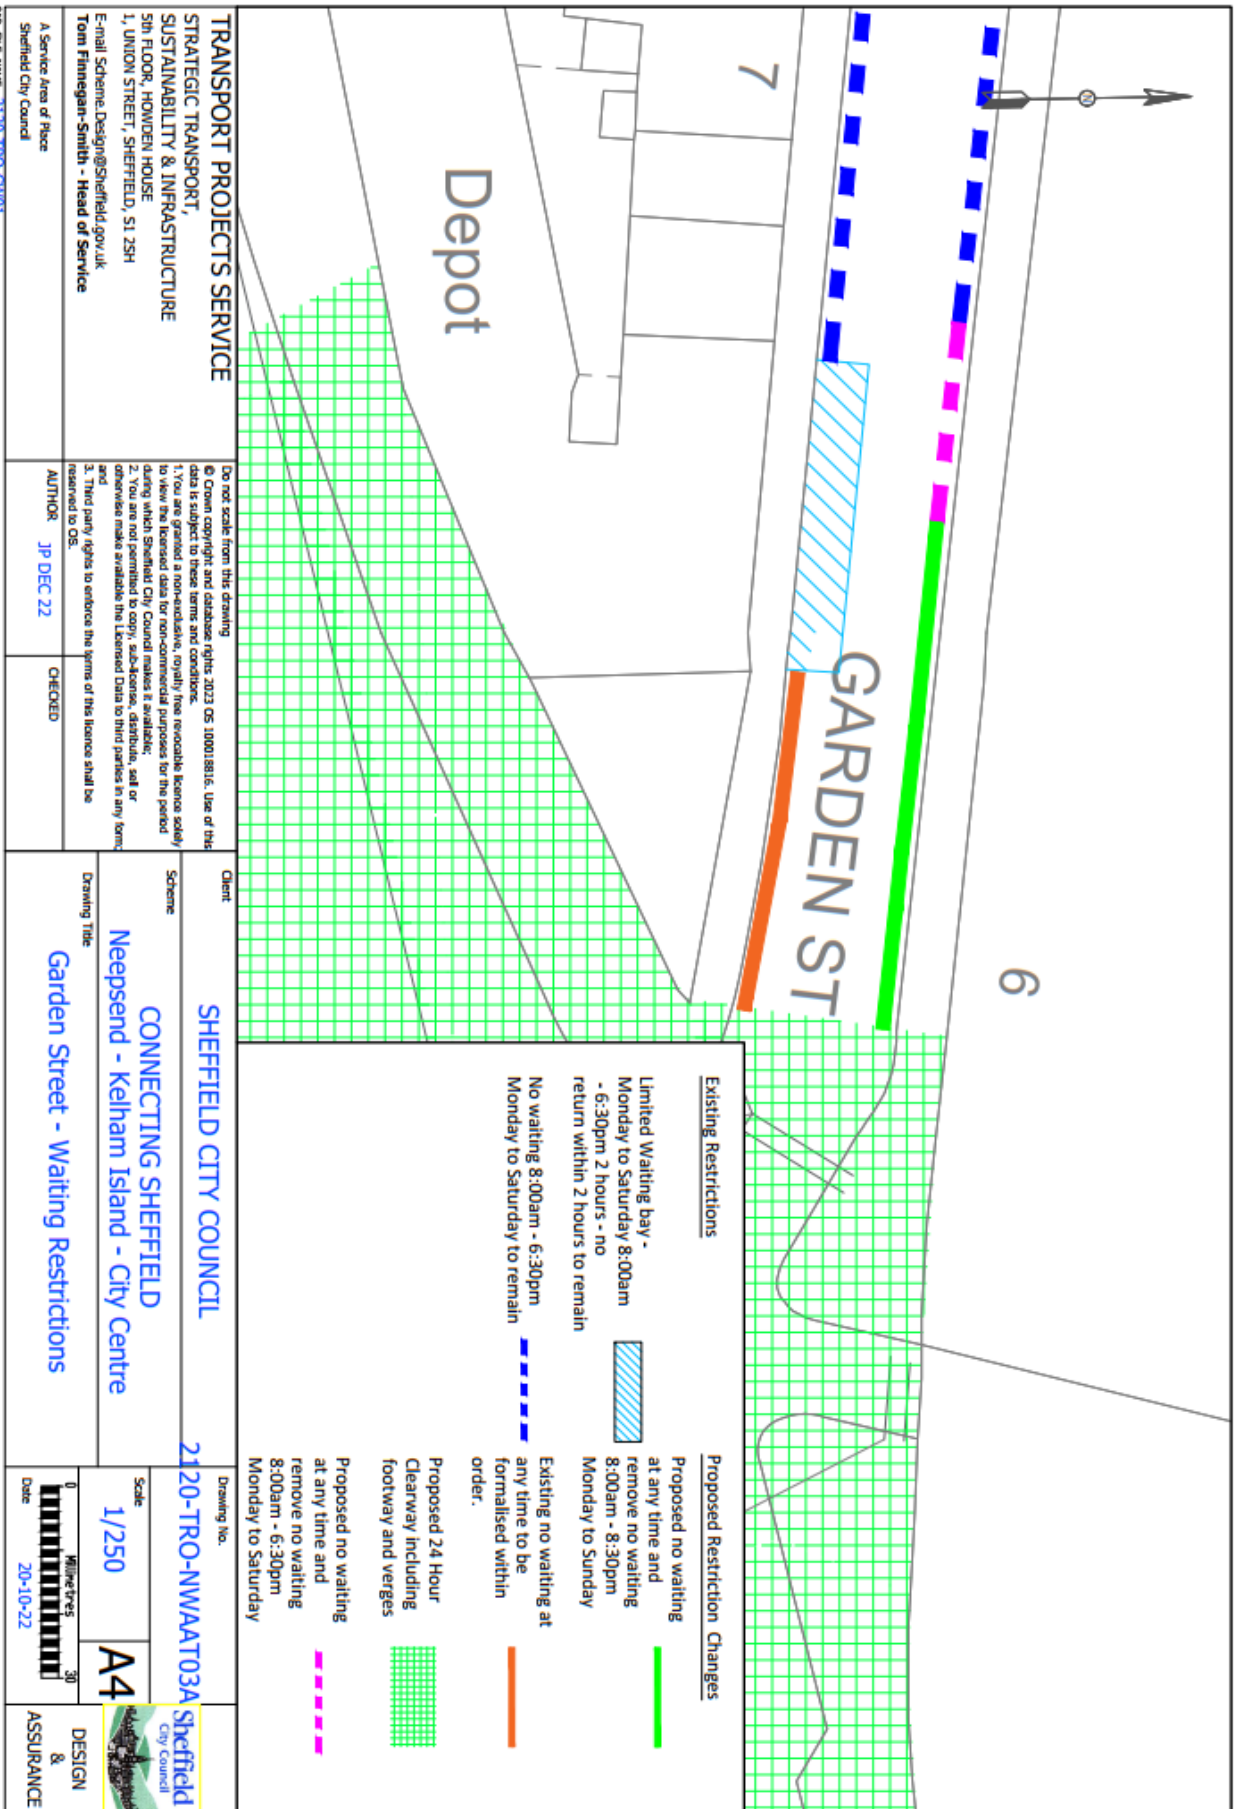 7
Depot
GARDEN ST
6
Existing Restrictions
Limited Waiting bay -
Monday to Saturday 8:00am
- 6:30pm 2 hours - no
return within 2 hours to remain
No waiting 8:00am - 6:30pm
Monday to Saturday to remain
Proposed Restriction Changes
Proposed no waiting
at any time and
remove no waiting
8:00am - 8:30pm
Monday to Sunday
Existing no waiting at
any time to be
formalised within
order.
Proposed 24 Hour
Clearway including
footway and verges
Proposed no waiting
at any time and
remove no waiting
8:00am - 6:30pm
Monday to Saturday
TRANSPORT PROJECTS SERVICE
STRATEGIC TRANSPORT,
SUSTAINABILITY & INFRASTRUCTURE
5th FLOOR, HOWDEN HOUSE
1, UNION STREET, SHEFFIELD, S1 2SH
E-mail Scheme.Design@Sheffield.gov.uk
Tom Finnegan-Smith - Head of Service
A Service Area of Place
Sheffield City Council
Do not scale from this drawing
© Crown copyright and database rights 2023 OS 100018816. Use of this
data is subject to these terms and conditions.
1.You are granted a non-exclusive, royalty free revocable licence solely
to view the licensed data for non-commercial purposes for the period
during which Sheffield City Council makes it available;
2. You are not permitted to copy, sub-license, distribute, sell or
otherwise make available the Licensed Data to third parties in any form;
and
3. Third party rights to enforce the terms of this licence shall be
reserved to OS.
AUTHOR JP DEC 22
CHECKED
Client
SHEFFIELD CITY COUNCIL
Scheme
CONNECTING SHEFFIELD
Neepsend - Kelham Island - City Centre
Drawing Title
Garden Street - Waiting Restrictions
Drawing No.
2120-TRO-NWAAT03A
Scale
1/250
A4
0 Millimetres 30
Date
20-10-22
Sheffield
City Council
DESIGN
&
ASSURANCE